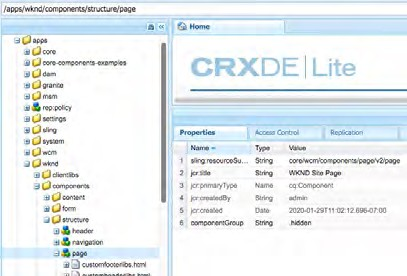 /apps/wknd/components/structure/page
Home
apps
core
core-components-examples
dam
granite
msm
rep:policy
settings
sling
system
wcm
wknd
clientlibs
components
content
form
structure
header
navigation
page
customfooterlibs.html
customheaderlibs.html
CRXDE | Lite
Properties Access Control Replication
Name Type Value
1 sling:resourceSu... String core/wcm/components/page/v2/page
2 jcr:title String WKND Site Page
3 jcr:primaryType Name cq:Component
4 jcr:createdBy String admin
5 jcr:created Date 2020-01-29T11:02:12.696-07:00
6 componentGroup String .hidden